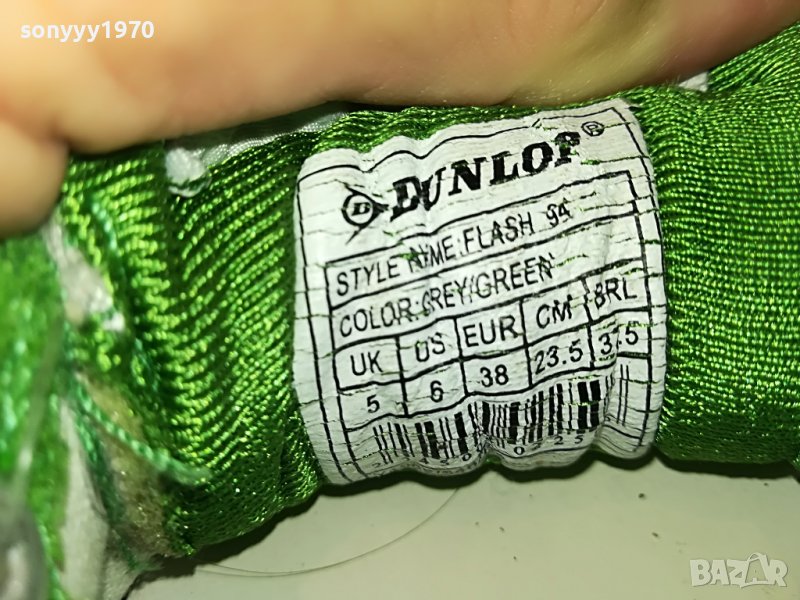 sonyyy1970
DUNLOP®
STYLE NAME:FLASH 94
COLOR:GREY/GREEN
UK US EUR CM BRL
5 6 38 23.5 37.5
BAZAR